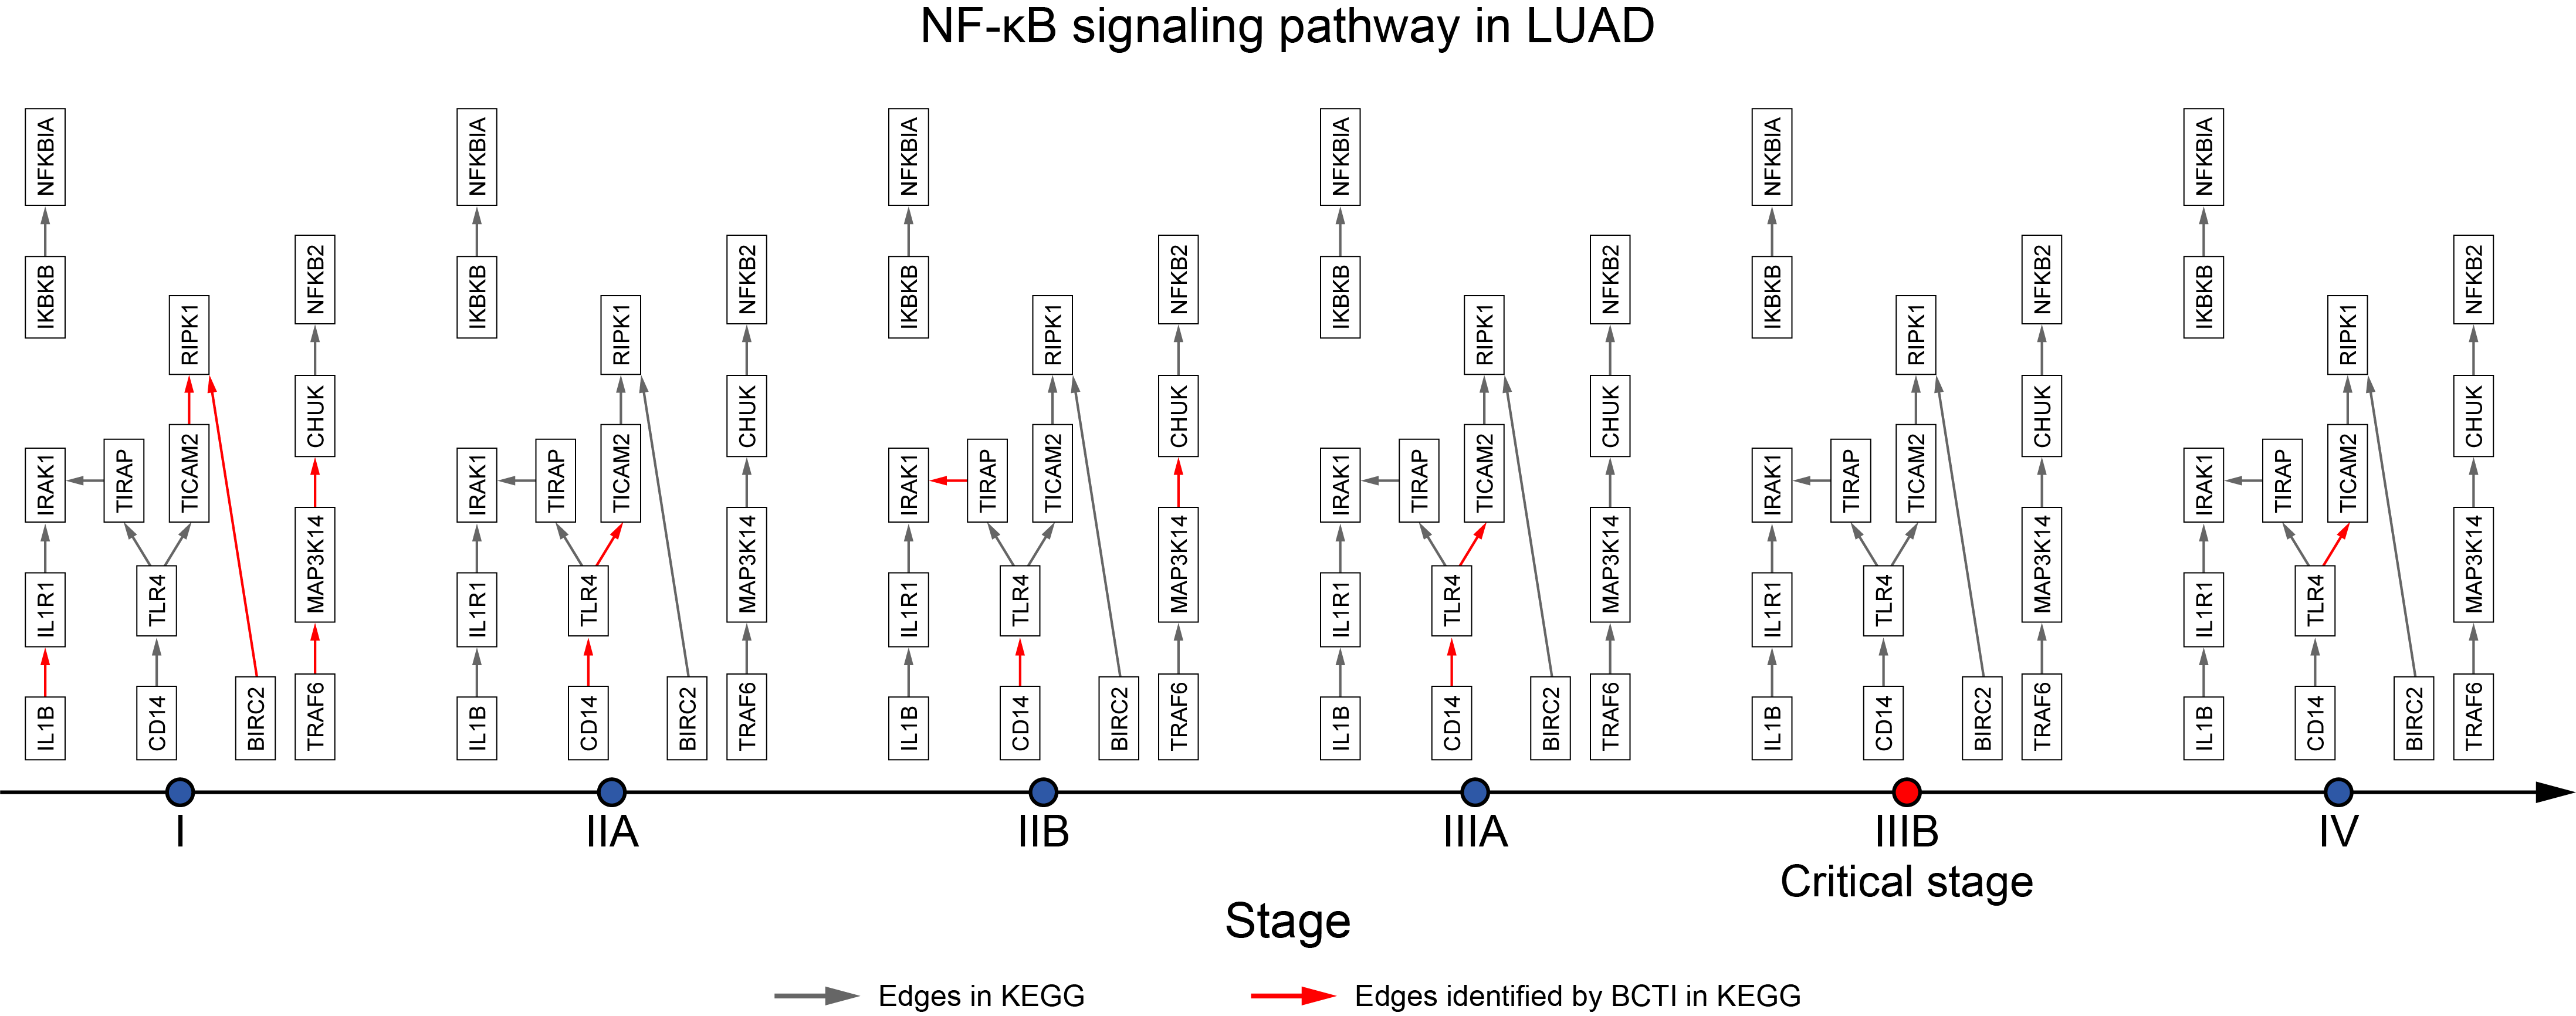 NF-κB signaling pathway in LUAD
NFKBIA
IKBKB
IRAK1
IL1R1
IL1B
TIRAP
TLR4
CD14
RIPK1
TICAM2
BIRC2
NFKB2
CHUK
MAP3K14
TRAF6
NFKBIA
IKBKB
IRAK1
IL1R1
IL1B
TIRAP
TLR4
CD14
RIPK1
TICAM2
BIRC2
NFKB2
CHUK
MAP3K14
TRAF6
NFKBIA
IKBKB
IRAK1
IL1R1
IL1B
TIRAP
TLR4
CD14
RIPK1
TICAM2
BIRC2
NFKB2
CHUK
MAP3K14
TRAF6
NFKBIA
IKBKB
IRAK1
IL1R1
IL1B
TIRAP
TLR4
CD14
RIPK1
TICAM2
BIRC2
NFKB2
CHUK
MAP3K14
TRAF6
NFKBIA
IKBKB
IRAK1
IL1R1
IL1B
TIRAP
TLR4
CD14
RIPK1
TICAM2
BIRC2
NFKB2
CHUK
MAP3K14
TRAF6
NFKBIA
IKBKB
IRAK1
IL1R1
IL1B
TIRAP
TLR4
CD14
RIPK1
TICAM2
BIRC2
NFKB2
CHUK
MAP3K14
TRAF6
I
IIA
IIB
IIIA
IIIB
IV
Critical stage
Stage
Edges in KEGG
Edges identified by BCTI in KEGG